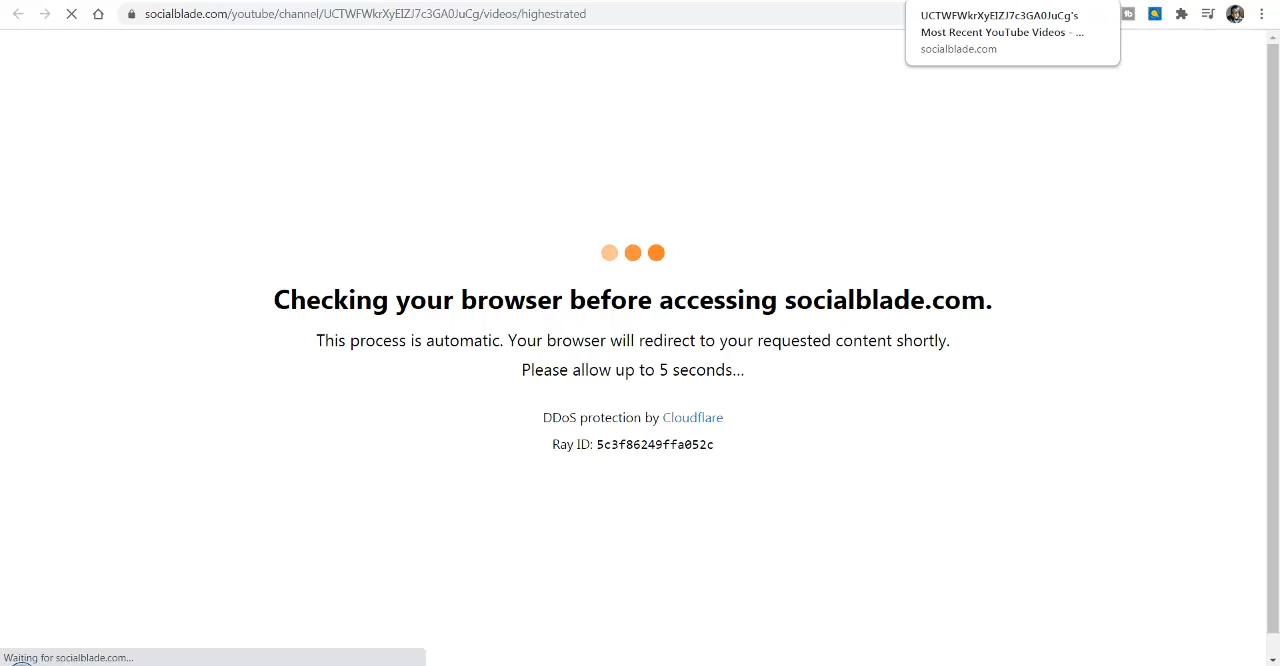 socialblade.com/youtube/channel/UCTWFWkrXyEIZJ7c3GA0JuCg/videos/highestrated
UCTWFWkrXyEIZJ7c3GA0JuCg's
Most Recent YouTube Videos - ...
socialblade.com
Checking your browser before accessing socialblade.com.
This process is automatic. Your browser will redirect to your requested content shortly.
Please allow up to 5 seconds...
DDoS protection by Cloudflare
Ray ID: 5c3f86249ffa052c
Waiting for socialblade.com...